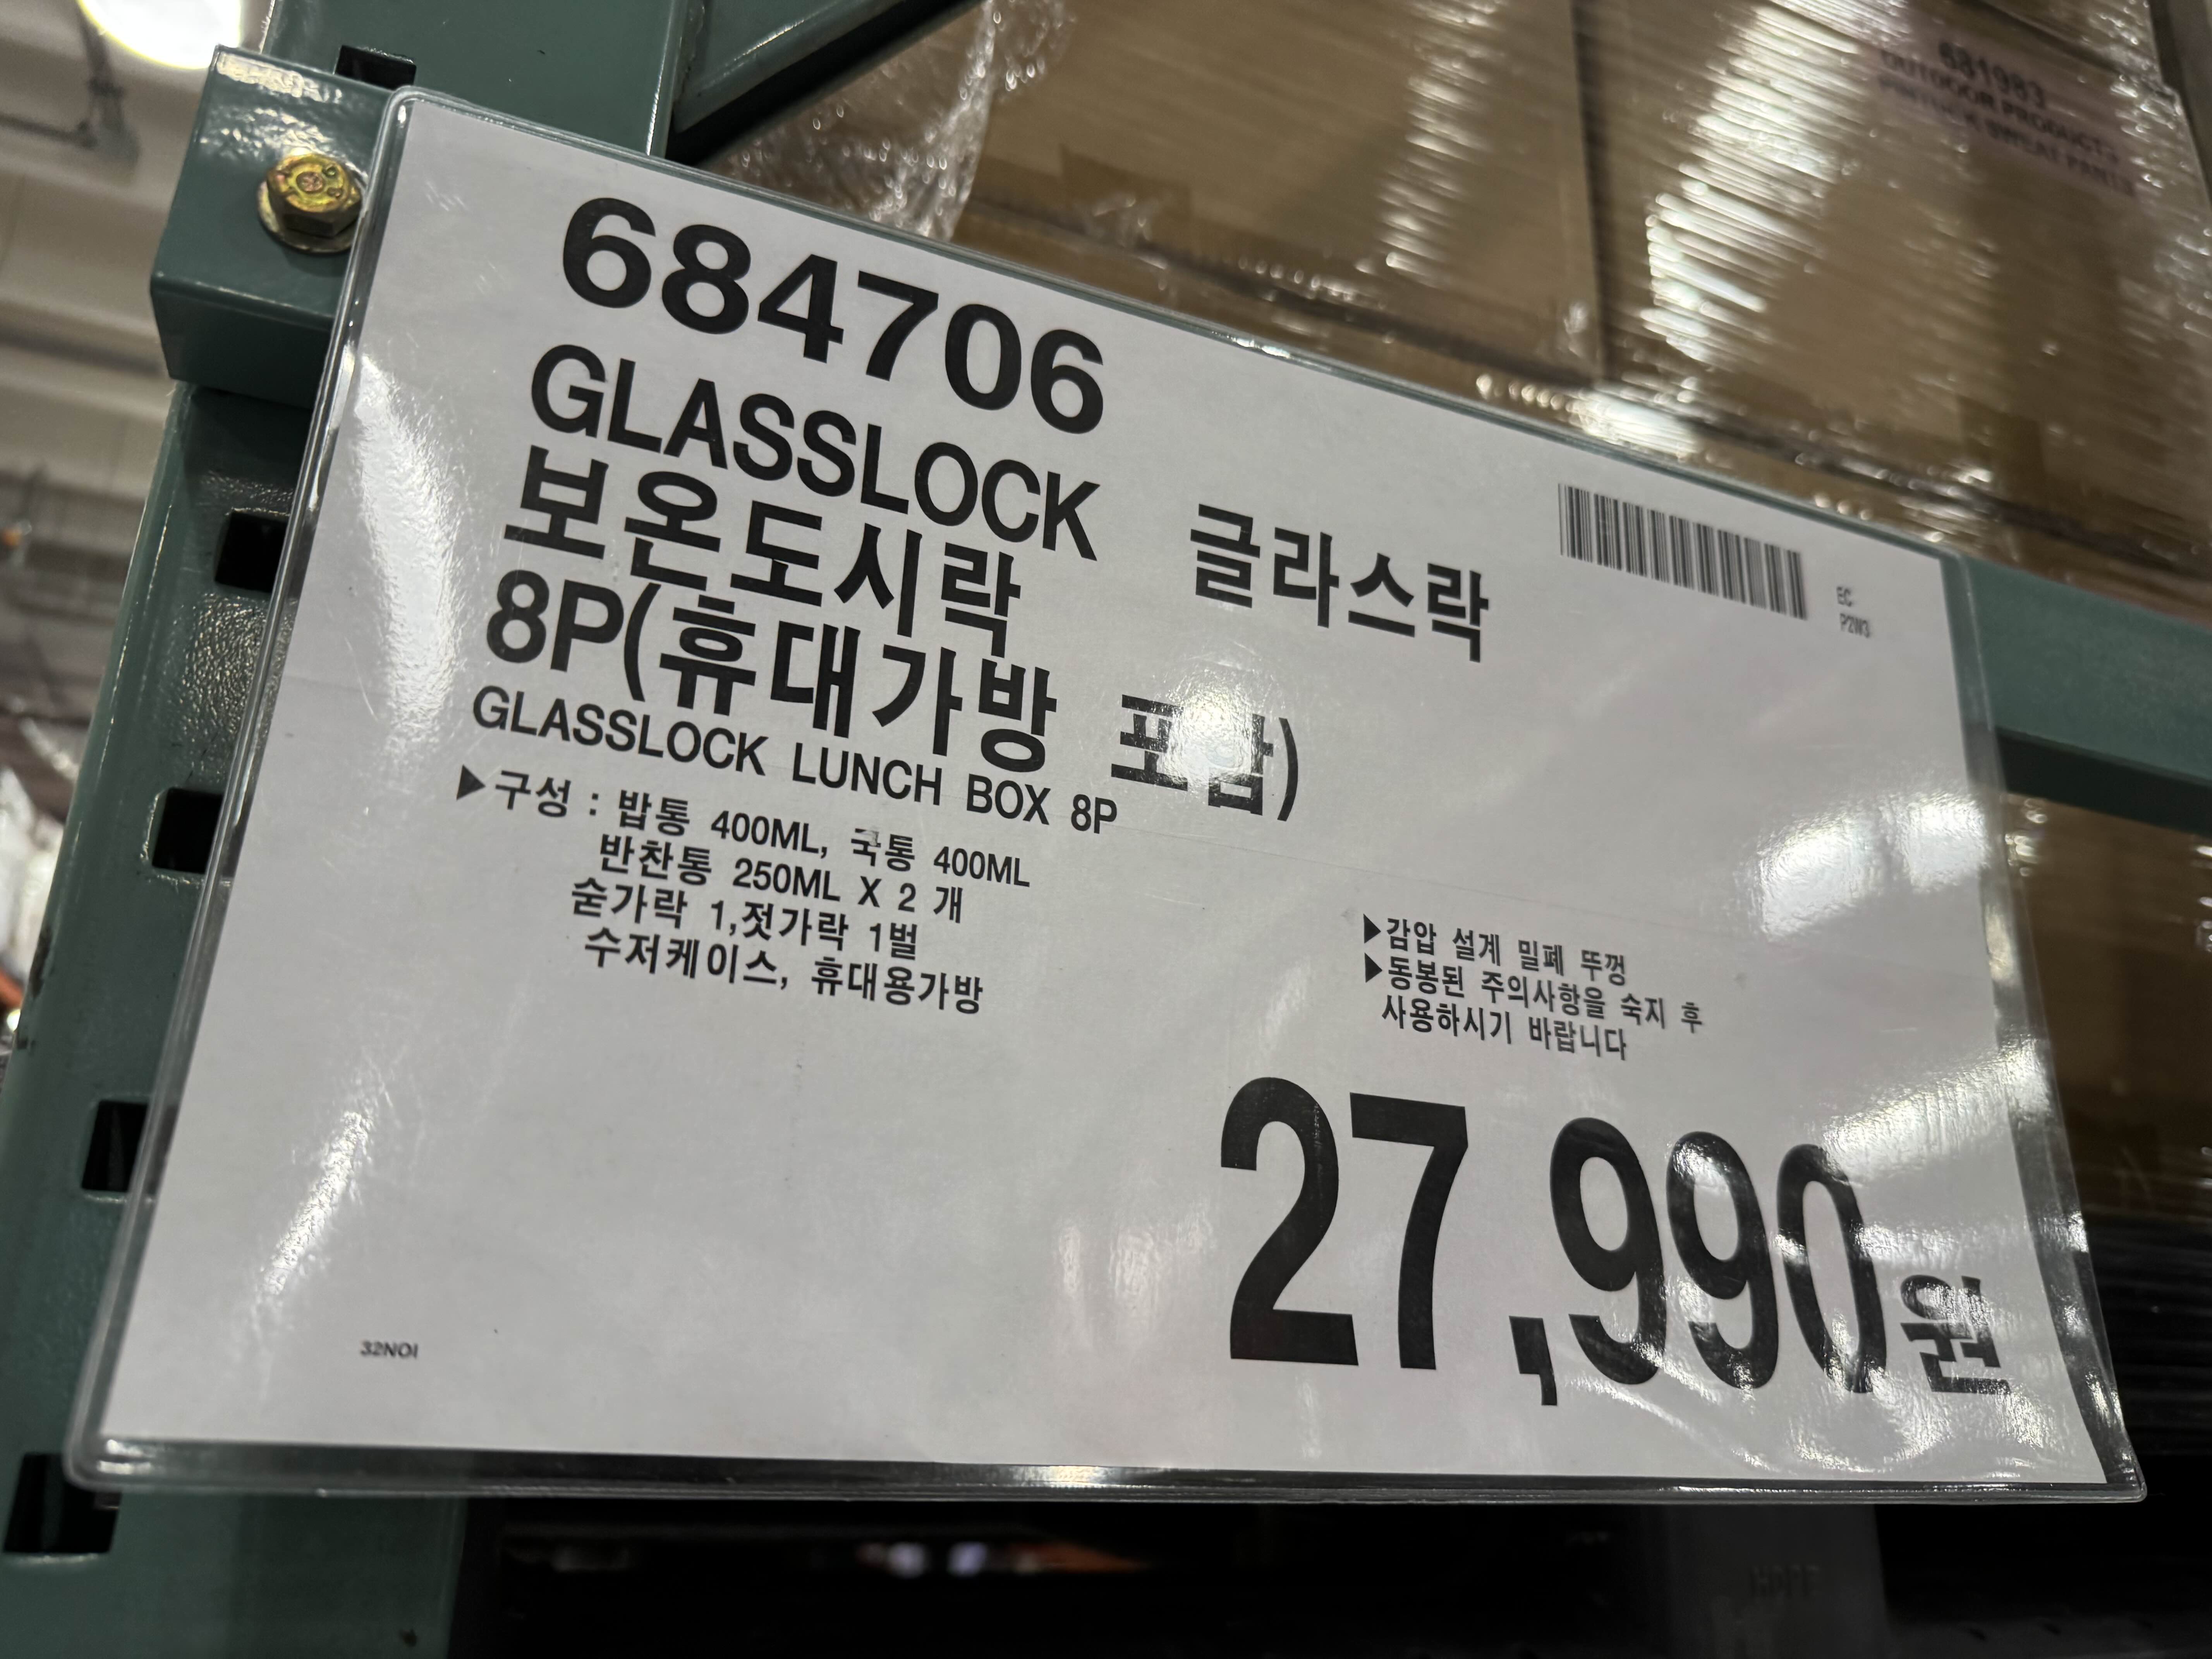 681983
OUTDOOR PRODUCTS
684706
GLASSLOCK 글라스락
보온도시락
8P(휴대가방 포함)
GLASSLOCK LUNCH BOX 8P
▶구성 : 밥통 400ML, 국통 400ML
반찬통 250ML X 2 개
숟가락 1,젓가락 1벌
수저케이스, 휴대용가방
EC
P2W3
▶감압 설계 밀폐 뚜껑
▶동봉된 주의사항을 숙지 후
사용하시기 바랍니다
27,990원
32NOI